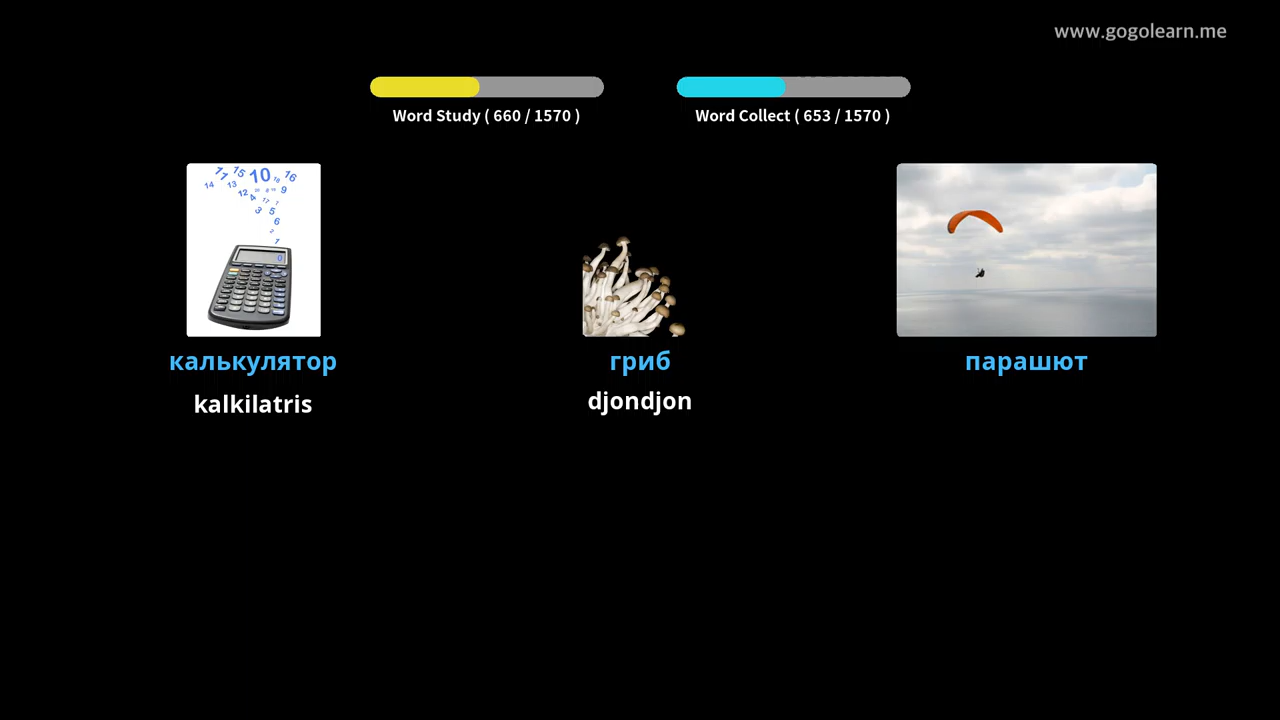 www.gogolearn.me
Word Study ( 660 / 1570 )
Word Collect ( 653 / 1570 )
калькулятор
гриб
парашют
kalkilatris
djondjon